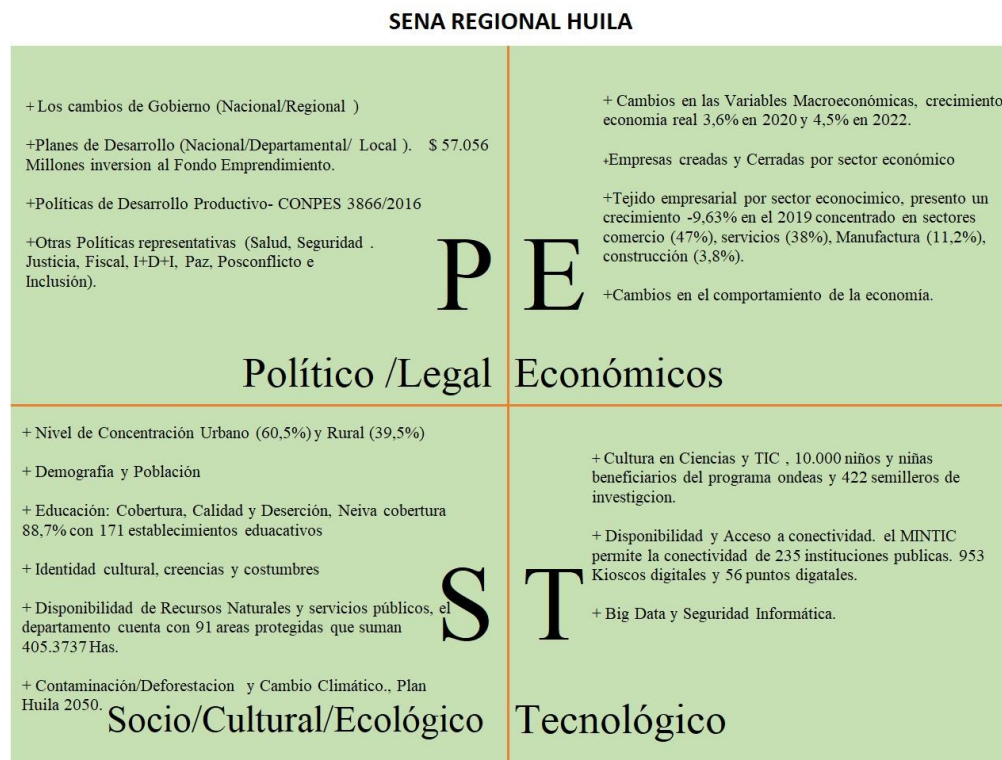 SENA REGIONAL HUILA
+ Los cambios de Gobierno (Nacional/Regional )
+Planes de Desarrollo (Nacional/Departamental/ Local ). $ 57.056
Millones inversion al Fondo Emprendimiento.
+Políticas de Desarrollo Productivo- CONPES 3866/2016
+Otras Políticas representativas (Salud, Seguridad .
Justicia, Fiscal, I+D+I, Paz, Posconflicto e
Inclusión).
P
Político /Legal
+ Cambios en las Variables Macroeconómicas, crecimiento
economia real 3,6% en 2020 y 4,5% en 2022.
+Empresas creadas y Cerradas por sector económico
+Tejido empresarial por sector econocimico, presento un
crecimiento -9,63% en el 2019 concentrado en sectores
comercio (47%), servicios (38%), Manufactura (11,2%),
construcción (3,8%).
+Cambios en el comportamiento de la economía.
E
Económicos
+ Nivel de Concentración Urbano (60,5%) y Rural (39,5%)
+ Demografía y Población
+ Educación: Cobertura, Calidad y Deserción, Neiva cobertura
88,7% con 171 establecimientos eduacativos
+ Identidad cultural, creencias y costumbres
+ Disponibilidad de Recursos Naturales y servicios públicos, el
departamento cuenta con 91 areas protegidas que suman
405.3737 Has.
+ Contaminación/Deforestacion y Cambio Climático., Plan
Huila 2050.
S
Socio/Cultural/Ecológico
+ Cultura en Ciencias y TIC , 10.000 niños y niñas
beneficiarios del programa ondeas y 422 semilleros de
investigcion.
+ Disponibilidad y Acceso a conectividad. el MINTIC
permite la conectividad de 235 instituciones publicas. 953
Kioscos digitales y 56 puntos digatales.
+ Big Data y Seguridad Informática.
T
Tecnológico